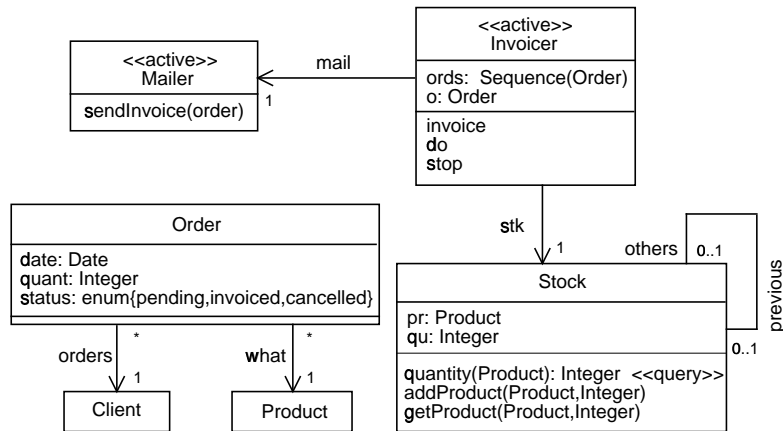 <<active>>
Invoicer
<<active>>
Mailer
mail
1
ords: Sequence(Order)
o: Order
sendInvoice(order)
invoice
do
stop
Order
stk
1
others
0..1
date: Date
quant: Integer
status: enum{pending,invoiced,cancelled}
Stock
previous
pr: Product
qu: Integer
0..1
*
*
orders
what
1
1
quantity(Product): Integer <<query>>
addProduct(Product,Integer)
getProduct(Product,Integer)
Client
Product